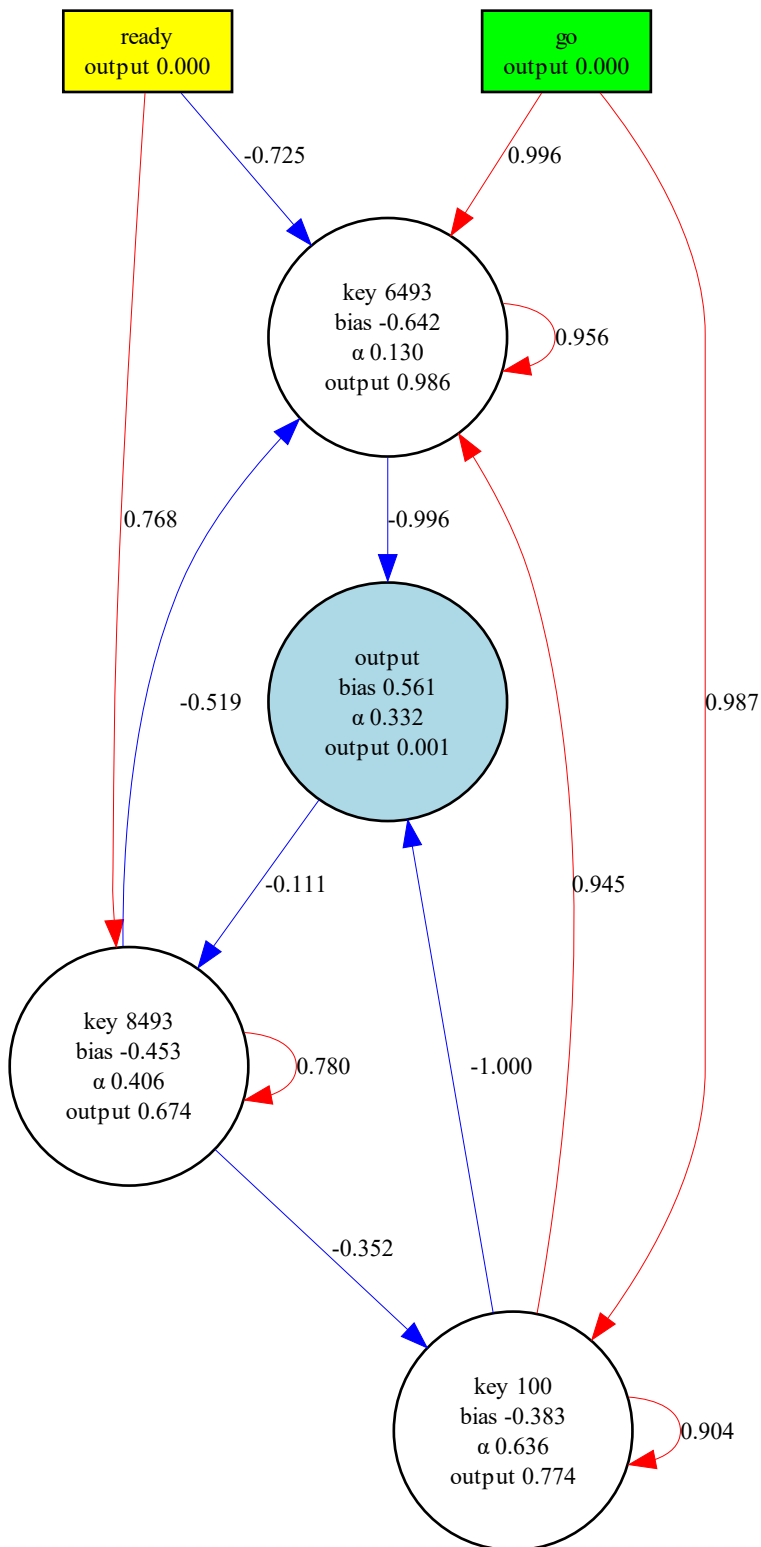 ready
output 0.000
go
output 0.000
-0.725
0.996
key 6493
bias -0.642
α 0.130
output 0.986
0.956
0.768
-0.996
-0.519
output
bias 0.561
α 0.332
output 0.001
0.987
-0.111
0.945
key 8493
bias -0.453
α 0.406
output 0.674
0.780
-1.000
-0.352
key 100
bias -0.383
α 0.636
output 0.774
0.904